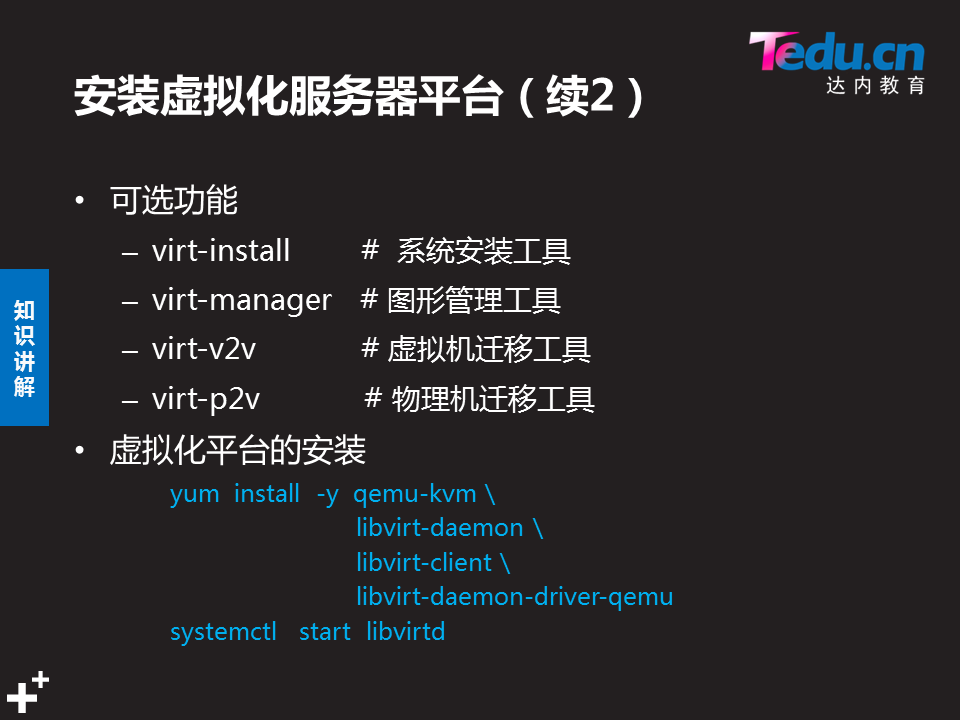 Tedu.cn
达内教育
安装虚拟化服务器平台（续2）
• 可选功能
– virt-install # 系统安装工具
– virt-manager # 图形管理工具
– virt-v2v # 虚拟机迁移工具
– virt-p2v # 物理机迁移工具
知识讲解
• 虚拟化平台的安装
yum install -y qemu-kvm \
libvirt-daemon \
libvirt-client \
libvirt-daemon-driver-qemu
systemctl start libvirtd